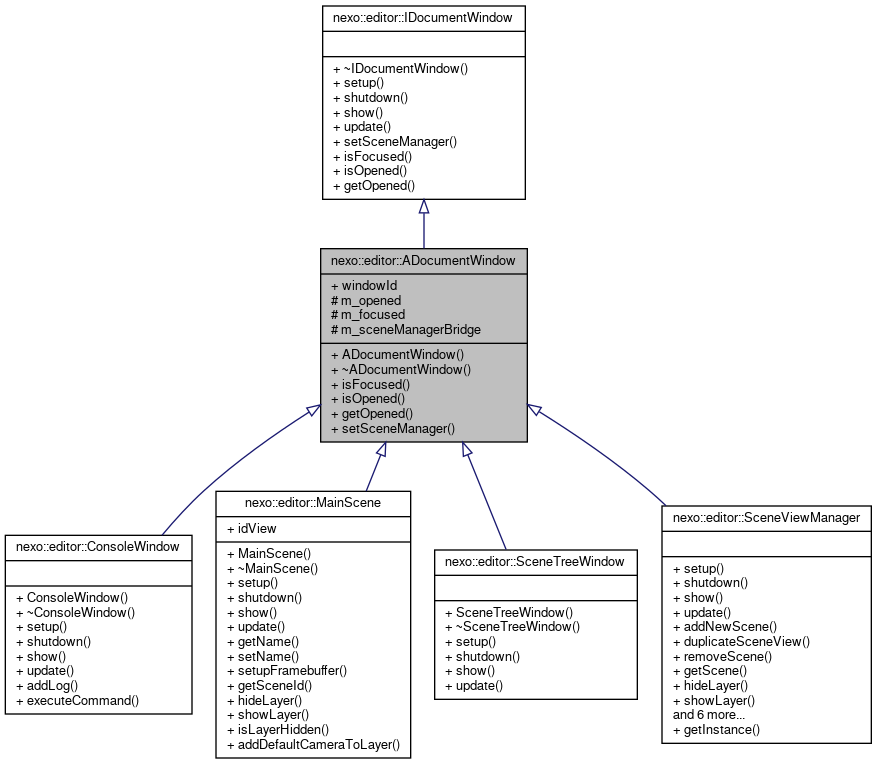 nexo::editor::IDocumentWindow
+ ~IDocumentWindow()
+ setup()
+ shutdown()
+ show()
+ update()
+ setSceneManager()
+ isFocused()
+ isOpened()
+ getOpened()
nexo::editor::ADocumentWindow
+ windowId
# m_opened
# m_focused
# m_sceneManagerBridge
+ ADocumentWindow()
+ ~ADocumentWindow()
+ isFocused()
+ isOpened()
+ getOpened()
+ setSceneManager()
nexo::editor::ConsoleWindow
+ ConsoleWindow()
+ ~ConsoleWindow()
+ setup()
+ shutdown()
+ show()
+ update()
+ addLog()
+ executeCommand()
nexo::editor::MainScene
+ idView
+ MainScene()
+ ~MainScene()
+ setup()
+ shutdown()
+ show()
+ update()
+ getName()
+ setName()
+ setupFramebuffer()
+ getSceneId()
+ hideLayer()
+ showLayer()
+ isLayerHidden()
+ addDefaultCameraToLayer()
nexo::editor::SceneTreeWindow
+ SceneTreeWindow()
+ ~SceneTreeWindow()
+ setup()
+ shutdown()
+ show()
+ update()
nexo::editor::SceneViewManager
+ setup()
+ shutdown()
+ show()
+ update()
+ addNewScene()
+ duplicateSceneView()
+ removeScene()
+ getScene()
+ hideLayer()
+ showLayer()
and 6 more...
+ getInstance()